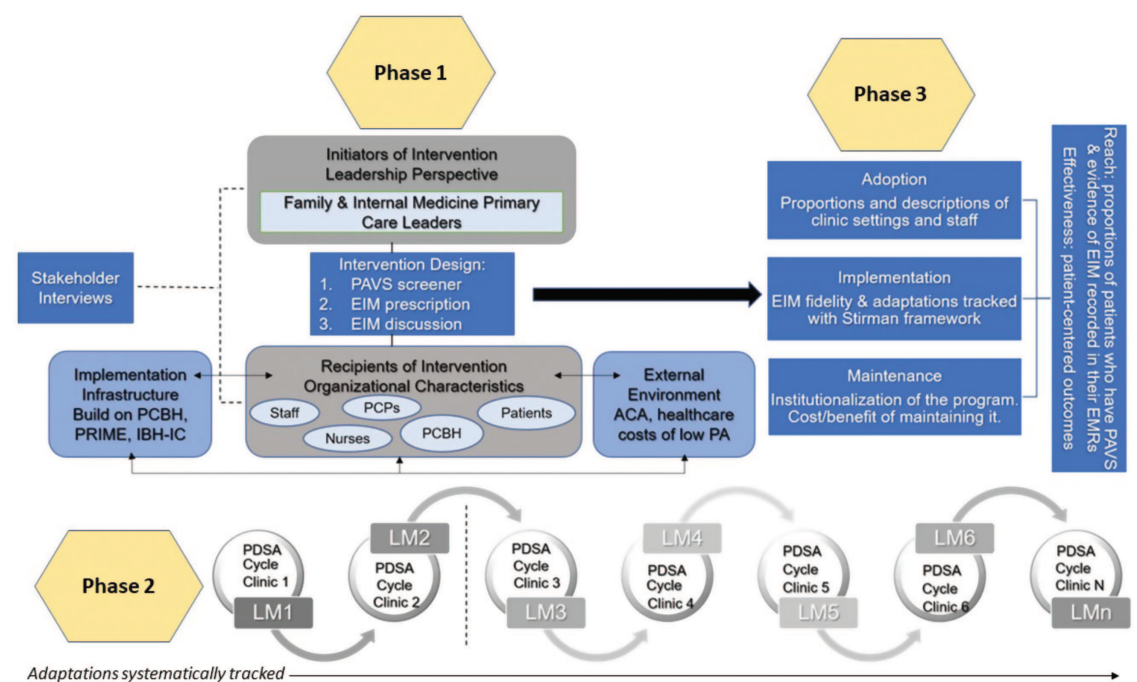 Phase 1
Initiators of Intervention
Leadership Perspective
Family & Internal Medicine Primary
Care Leaders
Stakeholder
Interviews
Intervention Design:
1. PAVS screener
2. EIM prescription
3. EIM discussion
Implementation
Infrastructure
Build on PCBH,
PRIME, IBH-IC
Recipients of Intervention
Organizational Characteristics
Staff
PCPs
Patients
Nurses
PCBH
External
Environment
ACA, healthcare
costs of low PA
Phase 3
Adoption
Proportions and descriptions of
clinic settings and staff
Implementation
EIM fidelity & adaptations tracked
with Stirman framework
Maintenance
Institutionalization of the program.
Cost/benefit of maintaining it.
Reach: proportions of patients who have PAVS
& evidence of EIM recorded in their EMRs
Effectiveness: patient-centered outcomes
Phase 2
PDSA
Cycle
Clinic 1
LM1
LM2
PDSA
Cycle
Clinic 2
PDSA
Cycle
Clinic 3
LM3
LM4
PDSA
Cycle
Clinic 4
PDSA
Cycle
Clinic 5
LM5
LM6
PDSA
Cycle
Clinic 6
PDSA
Cycle
Clinic N
LMn
Adaptations systematically tracked